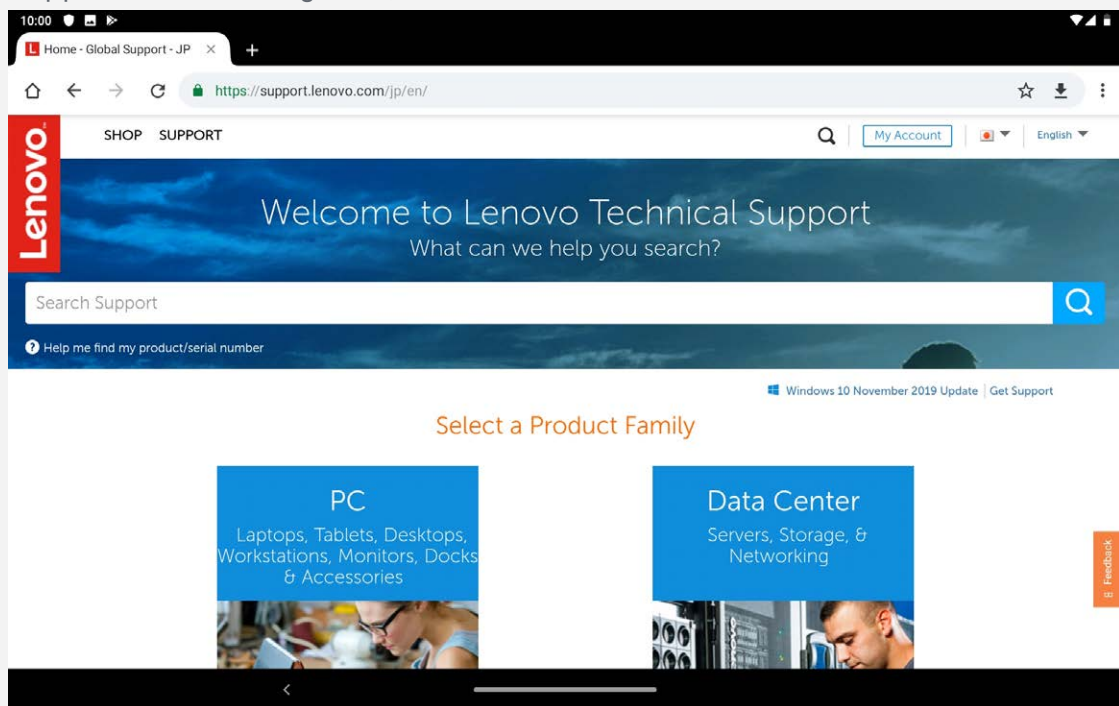 10:00
Home - Global Support - JP
https://support.lenovo.com/jp/en/
Lenovo
SHOP SUPPORT
My Account
English
Welcome to Lenovo Technical Support
What can we help you search?
Search Support
Help me find my product/serial number
Windows 10 November 2019 Update | Get Support
Select a Product Family
PC
Laptops, Tablets, Desktops,
Workstations, Monitors, Docks
& Accessories
Data Center
Servers, Storage, &
Networking
Feedback